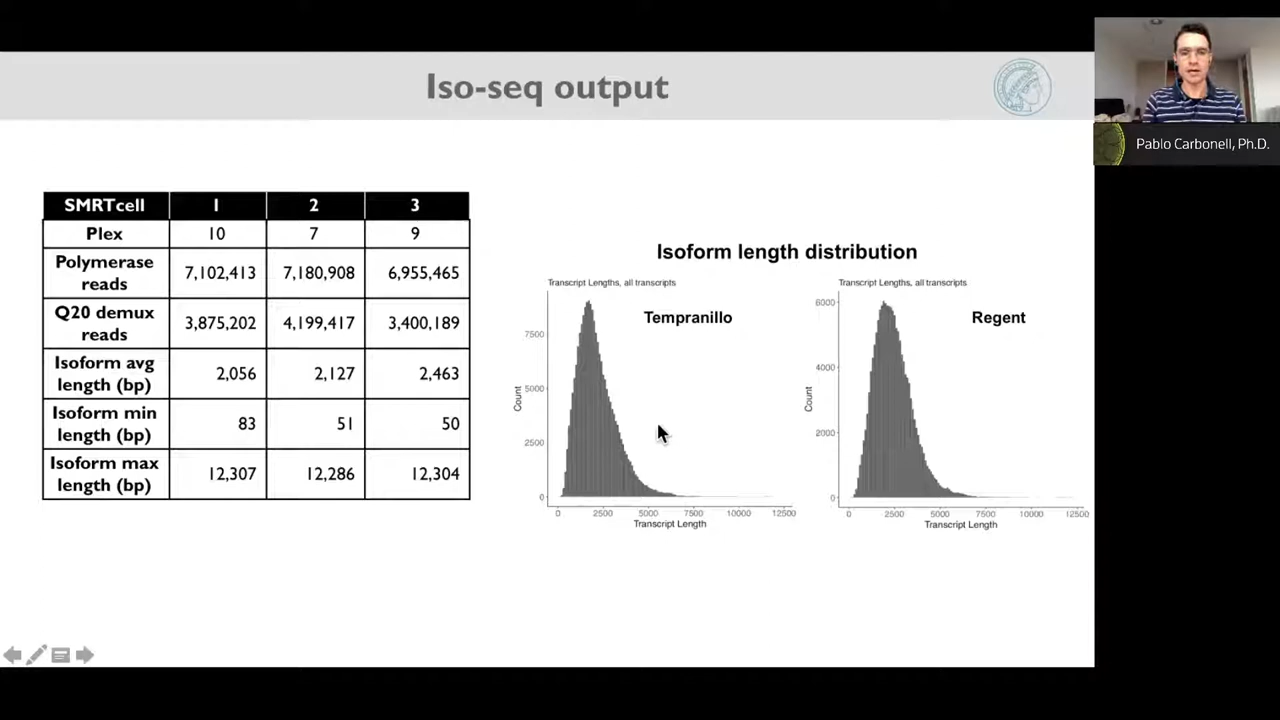 Iso-seq output
Pablo Carbonell, Ph.D.
SMRTcell 1 2 3
Plex 10 7 9
Polymerase
reads 7,102,413 7,180,908 6,955,465
Q20 demux
reads 3,875,202 4,199,417 3,400,189
Isoform avg
length (bp) 2,056 2,127 2,463
Isoform min
length (bp) 83 51 50
Isoform max
length (bp) 12,307 12,286 12,304
Isoform length distribution
Transcript Lengths, all transcripts
Tempranillo
Count
7500
5000
2500
0
0 2500 5000 7500 10000 12500
Transcript Length
Transcript Lengths, all transcripts
Regent
Count
6000
4000
2000
0
0 2500 5000 7500 10000 12500
Transcript Length